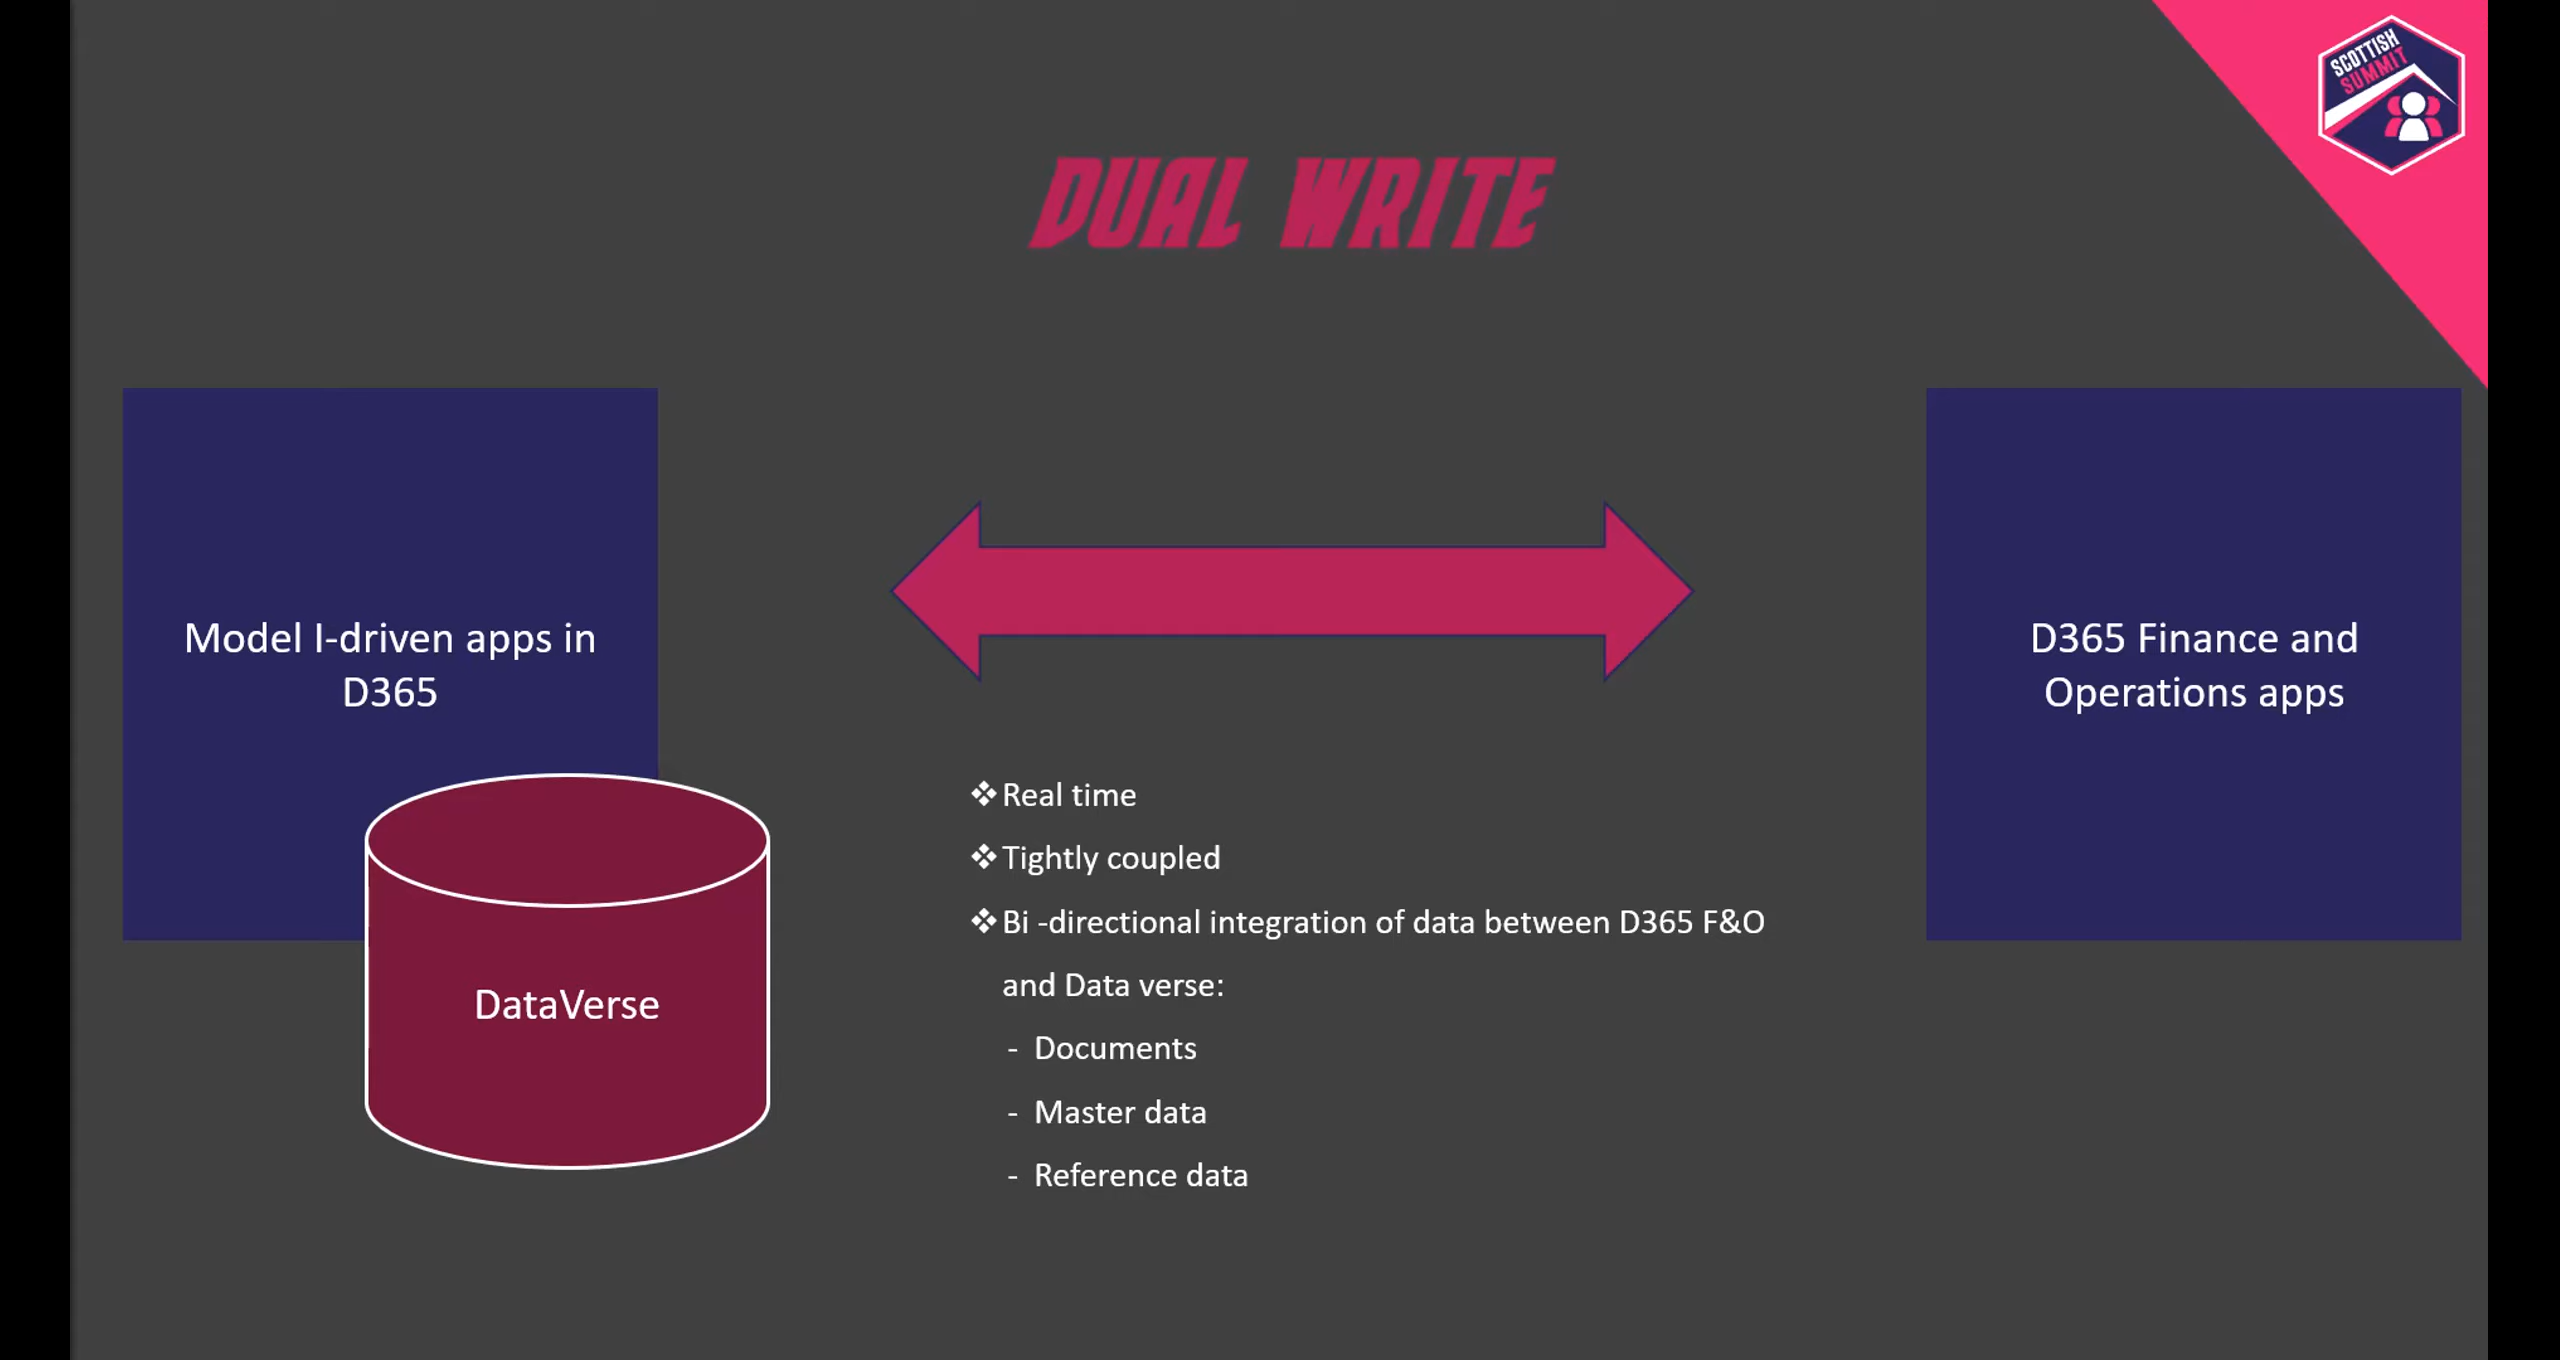 SCOTTISH
SUMMIT
DUAL WRITE
Model I-driven apps in
D365
D365 Finance and
Operations apps
DataVerse
❖Real time
❖Tightly coupled
❖Bi -directional integration of data between D365 F&O
and Data verse:
- Documents
- Master data
- Reference data